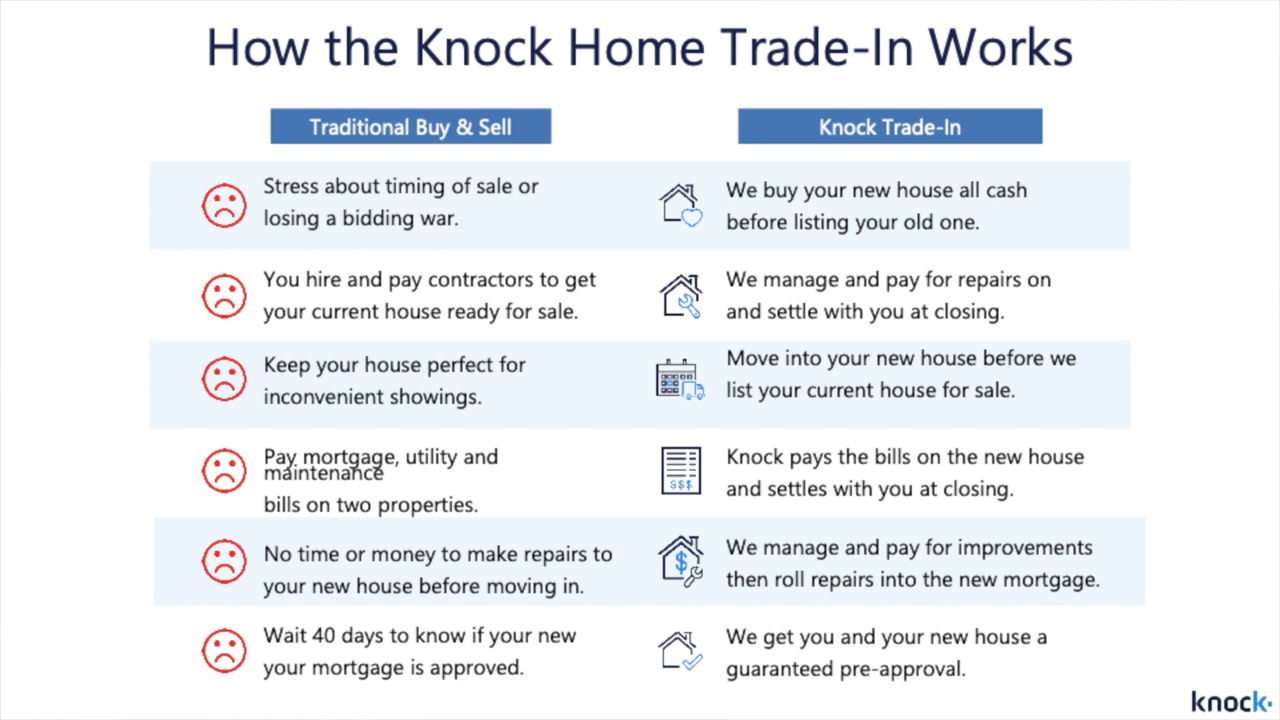 How the Knock Home Trade-In Works
Traditional Buy & Sell
Knock Trade-In
Stress about timing of sale or
losing a bidding war.
We buy your new house all cash
before listing your old one.
You hire and pay contractors to get
your current house ready for sale.
We manage and pay for repairs on
and settle with you at closing.
Keep your house perfect for
inconvenient showings.
Move into your new house before we
list your current house for sale.
Pay mortgage, utility and
maintenance
bills on two properties.
$$$
Knock pays the bills on the new house
and settles with you at closing.
No time or money to make repairs to
your new house before moving in.
$
We manage and pay for improvements
then roll repairs into the new mortgage.
Wait 40 days to know if your new
your mortgage is approved.
We get you and your new house a
guaranteed pre-approval.
knock.